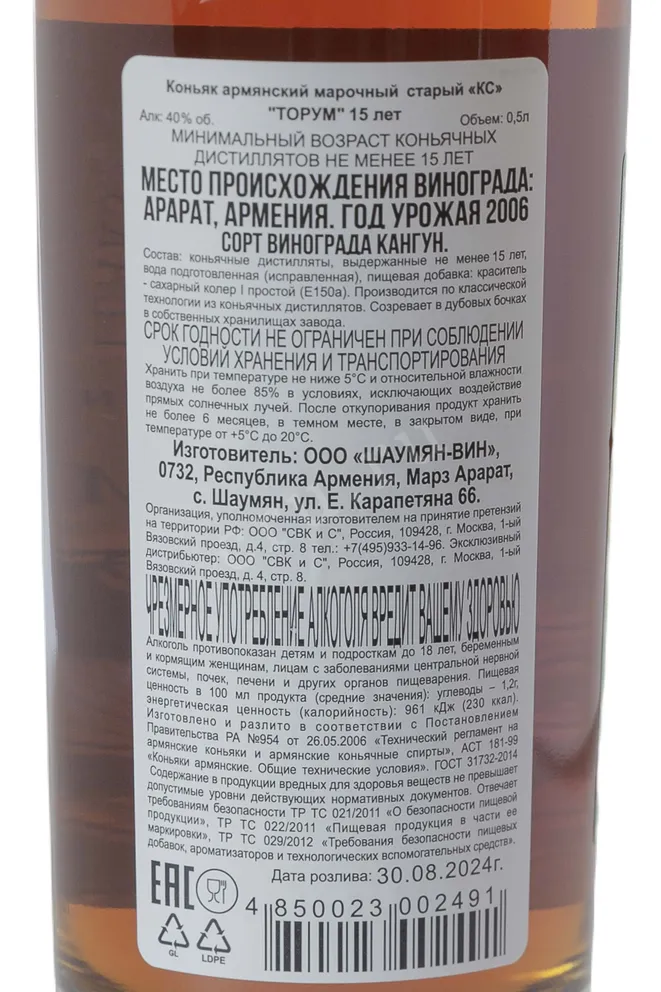 Коньяк армянский марочный старый «КС»
"ТОРУМ" 15 лет
Алк: 40% об.
Объем: 0,5л
МИНИМАЛЬНЫЙ ВОЗРАСТ КОНЬЯЧНЫХ
ДИСТИЛЛЯТОВ НЕ МЕНЕЕ 15 ЛЕТ
МЕСТО ПРОИСХОЖДЕНИЯ ВИНОГРАДА:
АРАРАТ, АРМЕНИЯ. ГОД УРОЖАЯ 2006
СОРТ ВИНОГРАДА КАНГУН.
Состав: коньячные дистилляты, выдержанные не менее 15 лет,
вода подготовленная (исправленная), пищевая добавка: краситель
- сахарный колер I простой (Е150а). Производится по классической
технологии из коньячных дистиллятов. Созревает в дубовых бочках
в собственных хранилищах завода.
СРОК ГОДНОСТИ НЕ ОГРАНИЧЕН ПРИ СОБЛЮДЕНИИ
УСЛОВИЙ ХРАНЕНИЯ И ТРАНСПОРТИРОВАНИЯ
Хранить при температуре не ниже 5°С и относительной влажности
воздуха не более 85% в условиях, исключающих воздействие
прямых солнечных лучей. После откупоривания продукт хранить
не более 6 месяцев, в темном месте, в закрытом виде, при
температуре от +5°С до 20°С.
Изготовитель: ООО «ШАУМЯН-ВИН»,
0732, Республика Армения, Марз Арарат,
с. Шаумян, ул. Е. Карапетяна 66.
Организация, уполномоченная изготовителем на принятие претензий
на территории РФ: ООО "СВК и С", Россия, 109428, г. Москва, 1-ый
Вязовский проезд, д.4, стр. 8 тел.: +7(495)933-14-96. Эксклюзивный
дистрибьютер: ООО "СВК и С", Россия, 109428, г. Москва, 1-ый
Вязовский проезд, д. 4, стр. 8.
ЧРЕЗМЕРНОЕ УПОТРЕБЛЕНИЕ АЛКОГОЛЯ ВРЕДИТ ВАШЕМУ ЗДОРОВЬЮ
Алкоголь противопоказан детям и подросткам до 18 лет, беременным
и кормящим женщинам, лицам с заболеваниями центральной нервной
системы, почек, печени и других органов пищеварения. Пищевая
ценность в 100 мл продукта (средние значения): углеводы – 1,2г,
энергетическая ценность (калорийность): 961 кДж (230 ккал).
Изготовлено и разлито в соответствии с Постановлением
Правительства РА №954 от 26.05.2006 «Технический регламент на
армянские коньяки и армянские коньячные спирты», АСТ 181-99
«Коньяки армянские. Общие технические условия». ГОСТ 31732-2014
Содержание в продукции вредных для здоровья веществ не превышает
допустимые уровни действующих нормативных документов. Отвечает
требованиям безопасности ТР ТС 021/2011 «О безопасности пищевой
продукции», ТР ТС 022/2011 «Пищевая продукция в части ее
маркировки», ТР ТС 029/2012 «Требования безопасности пищевых
добавок, ароматизаторов и технологических вспомогательных средств».
EAC
Дата розлива: 30.08.2024г.
4 850023 002491
GL
LDPE